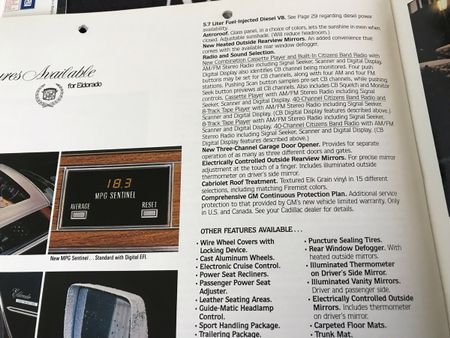 5.7 Liter Fuel-Injected Diesel V8. See Page 29 regarding diesel power
availability.
Astroroof. Glass panel, in a choice of colors, lets the sunshine in even when
closed. Adjustable sunshade. (Will reduce headroom.)
New Heated Outside Rearview Mirrors. An added convenience that
comes with the available rear window defogger.
Radio and Sound Selection.
New Combination Cassette Player and Built-In Citizens Band Radio with
AM/FM Stereo Radio including Signal Seeker, Scanner and Digital Display.
Digital Display also identifies CB channel being monitored. Four push
buttons may be set for CB channels, along with four AM and four FM
stations. Pushing Scan button samples pre-set CB channels, while pushing
Seek button previews all CB channels. Also includes CB Squelch and Monitor
controls. Cassette Player with AM/FM Stereo Radio including Signal
Seeker, Scanner and Digital Display. 40-Channel Citizens Band Radio and
8-Track Tape Player with AM/FM Stereo Radio including Signal Seeker,
Scanner and Digital Display. (CB Digital Display features described above.)
8-Track Tape Player with AM/FM Stereo Radio including Signal Seeker,
Scanner and Digital Display. 40-Channel Citizens Band Radio with
AM/FM Stereo Radio including Signal Seeker, Scanner and Digital Display. (CB
Digital Display features described above.)
New Three-Channel Garage Door Opener. Provides for separate
operation of as many as three different doors and gates.
Electrically Controlled Outside Rearview Mirrors. For precise mirror
adjustment at the touch of a finger. Includes illuminated outside
thermometer on driver's side mirror.
Cabriolet Roof Treatment. Textured Elk Grain vinyl in 15 different
selections, including matching Firemist colors.
Comprehensive GM Continuous Protection Plan. Additional service
protection to that provided by GM's new vehicle limited warranty. Only
in U.S. and Canada. See your Cadillac dealer for details.
ures Available
for Eldorado
18.3
MPG SENTINEL
AVERAGE
RESET
New MPG Sentinel... Standard with Digital EFI.
Eldorado
OTHER FEATURES AVAILABLE...
• Wire Wheel Covers with
Locking Device.
• Cast Aluminum Wheels.
• Electronic Cruise Control.
• Power Seat Recliners.
• Passenger Power Seat
Adjuster.
• Leather Seating Areas.
• Guide-Matic Headlamp
Control.
• Sport Handling Package.
• Trailering Package.
• Puncture Sealing Tires.
• Rear Window Defogger. With
heated outside mirrors.
• Illuminated Thermometer
on Driver's Side Mirror.
• Illuminated Vanity Mirrors.
Driver and passenger side.
• Electrically Controlled Outside
Mirrors. Includes thermometer
on driver's mirror.
• Carpeted Floor Mats.
• Trunk Mat.